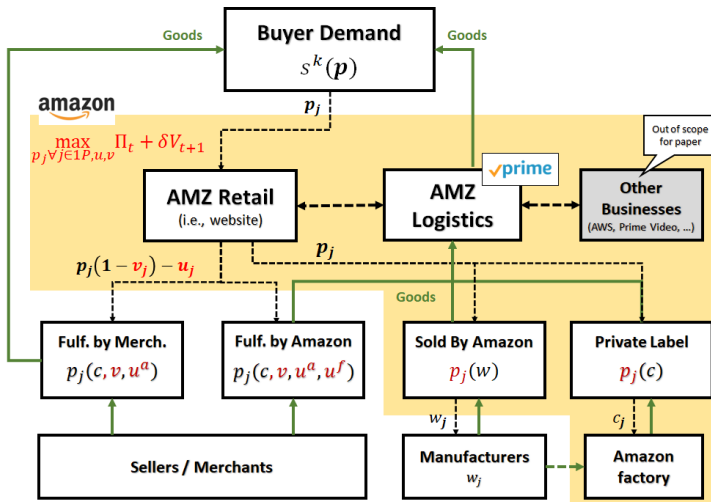 Goods
Buyer Demand
s^k(p)
Goods
p_j
amazon
max
p_j∀j∈1P,u,v
Π_t + δV_{t+1}
Out of scope
for paper
prime
AMZ Retail
(i.e., website)
AMZ
Logistics
Other
Businesses
(AWS, Prime Video, ...)
p_j(1 − v_j) − u_j
p_j
Goods
Fulf. by Merch.
p_j(c, v, u^a)
Fulf. by Amazon
p_j(c, v, u^a, u^f)
Sold By Amazon
p_j(w)
Private Label
p_j(c)
w_j
c_j
Sellers / Merchants
Manufacturers
w_j
Amazon
factory